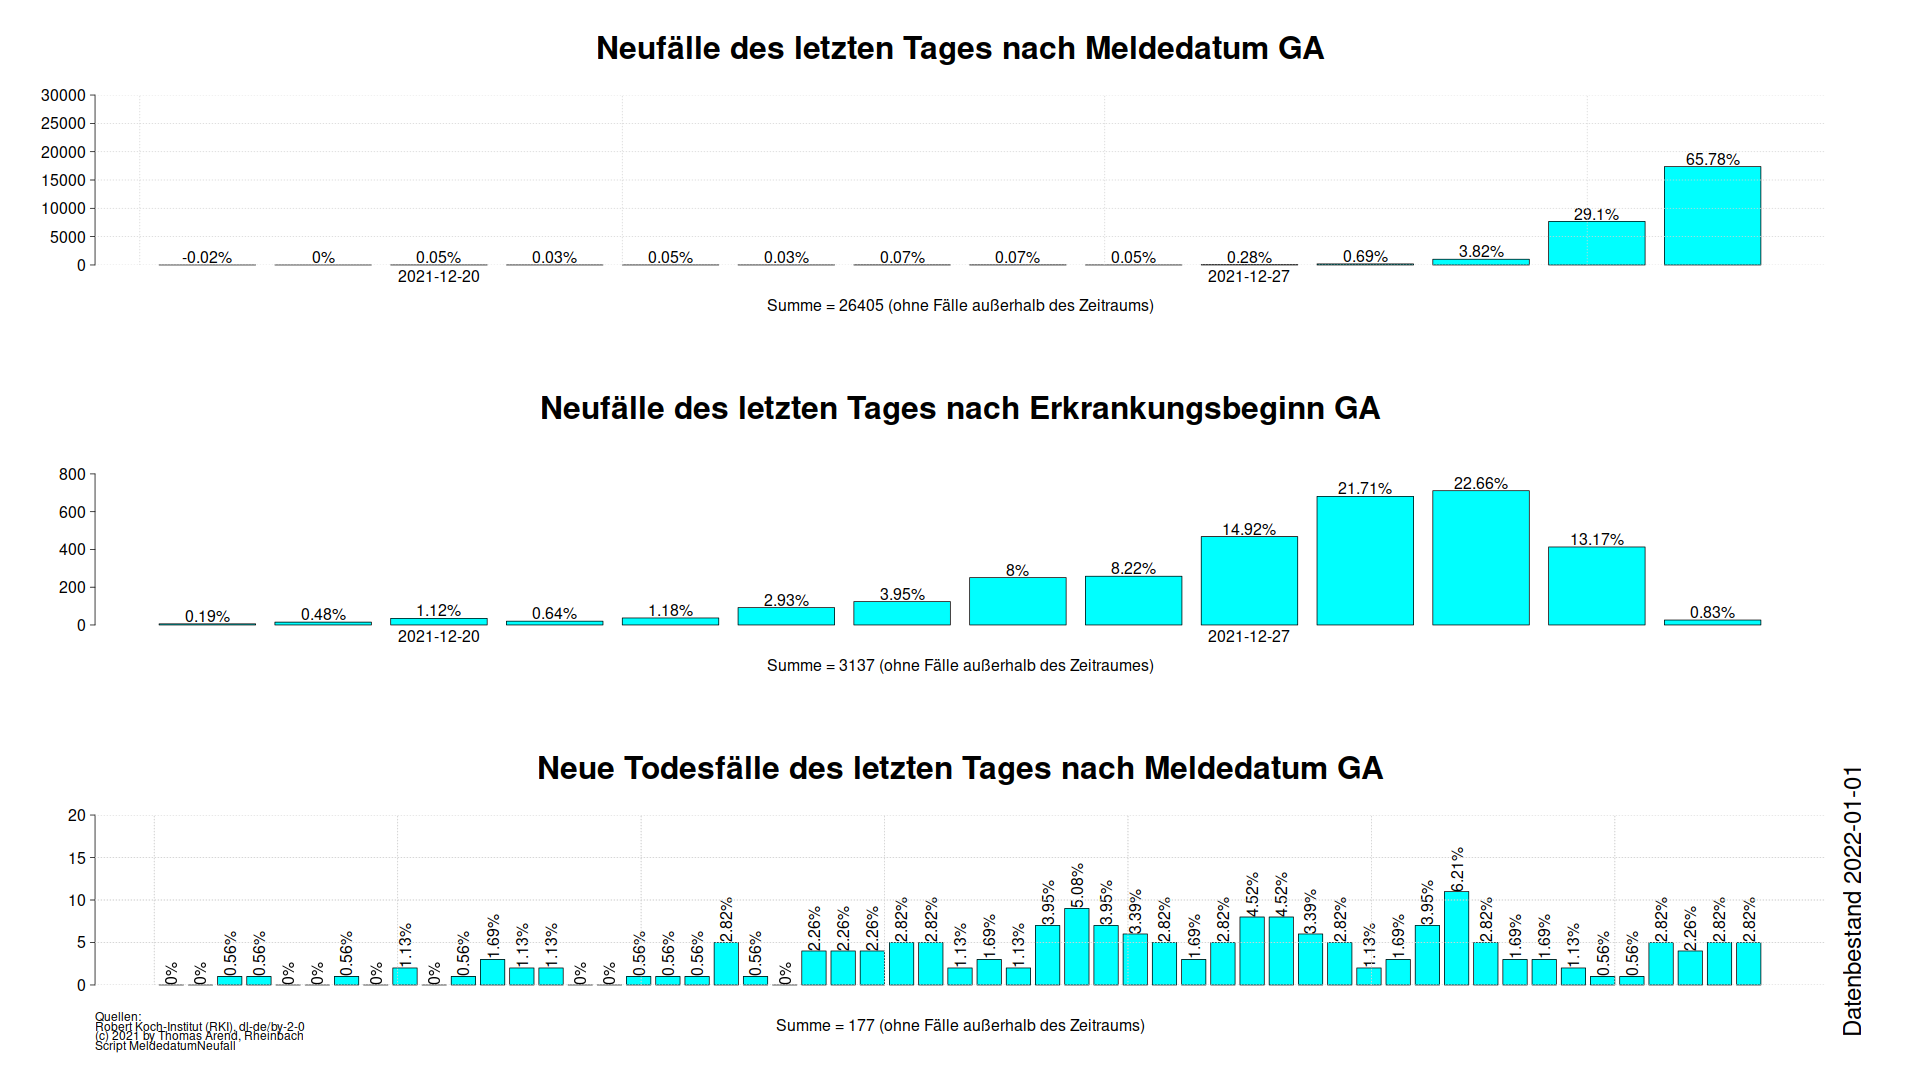 Neufälle des letzten Tages nach Meldedatum GA
30000
25000
20000
15000
10000
5000
0
-0.02% 0% 0.05% 0.03% 0.05% 0.03% 0.07% 0.07% 0.05% 0.28% 0.69% 3.82% 29.1% 65.78%
2021-12-20 2021-12-27
Summe = 26405 (ohne Fälle außerhalb des Zeitraums)
Neufälle des letzten Tages nach Erkrankungsbeginn GA
800
600
400
200
0
0.19% 0.48% 1.12% 0.64% 1.18% 2.93% 3.95% 8% 8.22% 14.92% 21.71% 22.66% 13.17% 0.83%
2021-12-20 2021-12-27
Summe = 3137 (ohne Fälle außerhalb des Zeitraumes)
Neue Todesfälle des letzten Tages nach Meldedatum GA
20
15
10
5
0
0% 0% 0.56% 0.56% 0% 0% 0.56% 0% 1.13% 0% 0.56% 1.69% 1.13% 1.13% 0% 0% 0.56% 0.56% 0.56% 2.82% 0.56% 0% 2.26% 2.26% 2.26% 2.82% 2.82% 1.13% 1.69% 1.13% 3.95% 5.08% 3.95% 3.39% 2.82% 1.69% 2.82% 4.52% 4.52% 3.39% 2.82% 1.13% 1.69% 3.95% 6.21% 2.82% 1.69% 1.69% 1.13% 0.56% 0.56% 2.82% 2.26% 2.82% 2.82%
Summe = 177 (ohne Fälle außerhalb des Zeitraums)
Quellen:
Robert Koch-Institut (RKI), dl-de/by-2-0
(c) 2021 by Thomas Arend, Rheinbach
Script MeldedatumNeufall
Datenbestand 2022-01-01